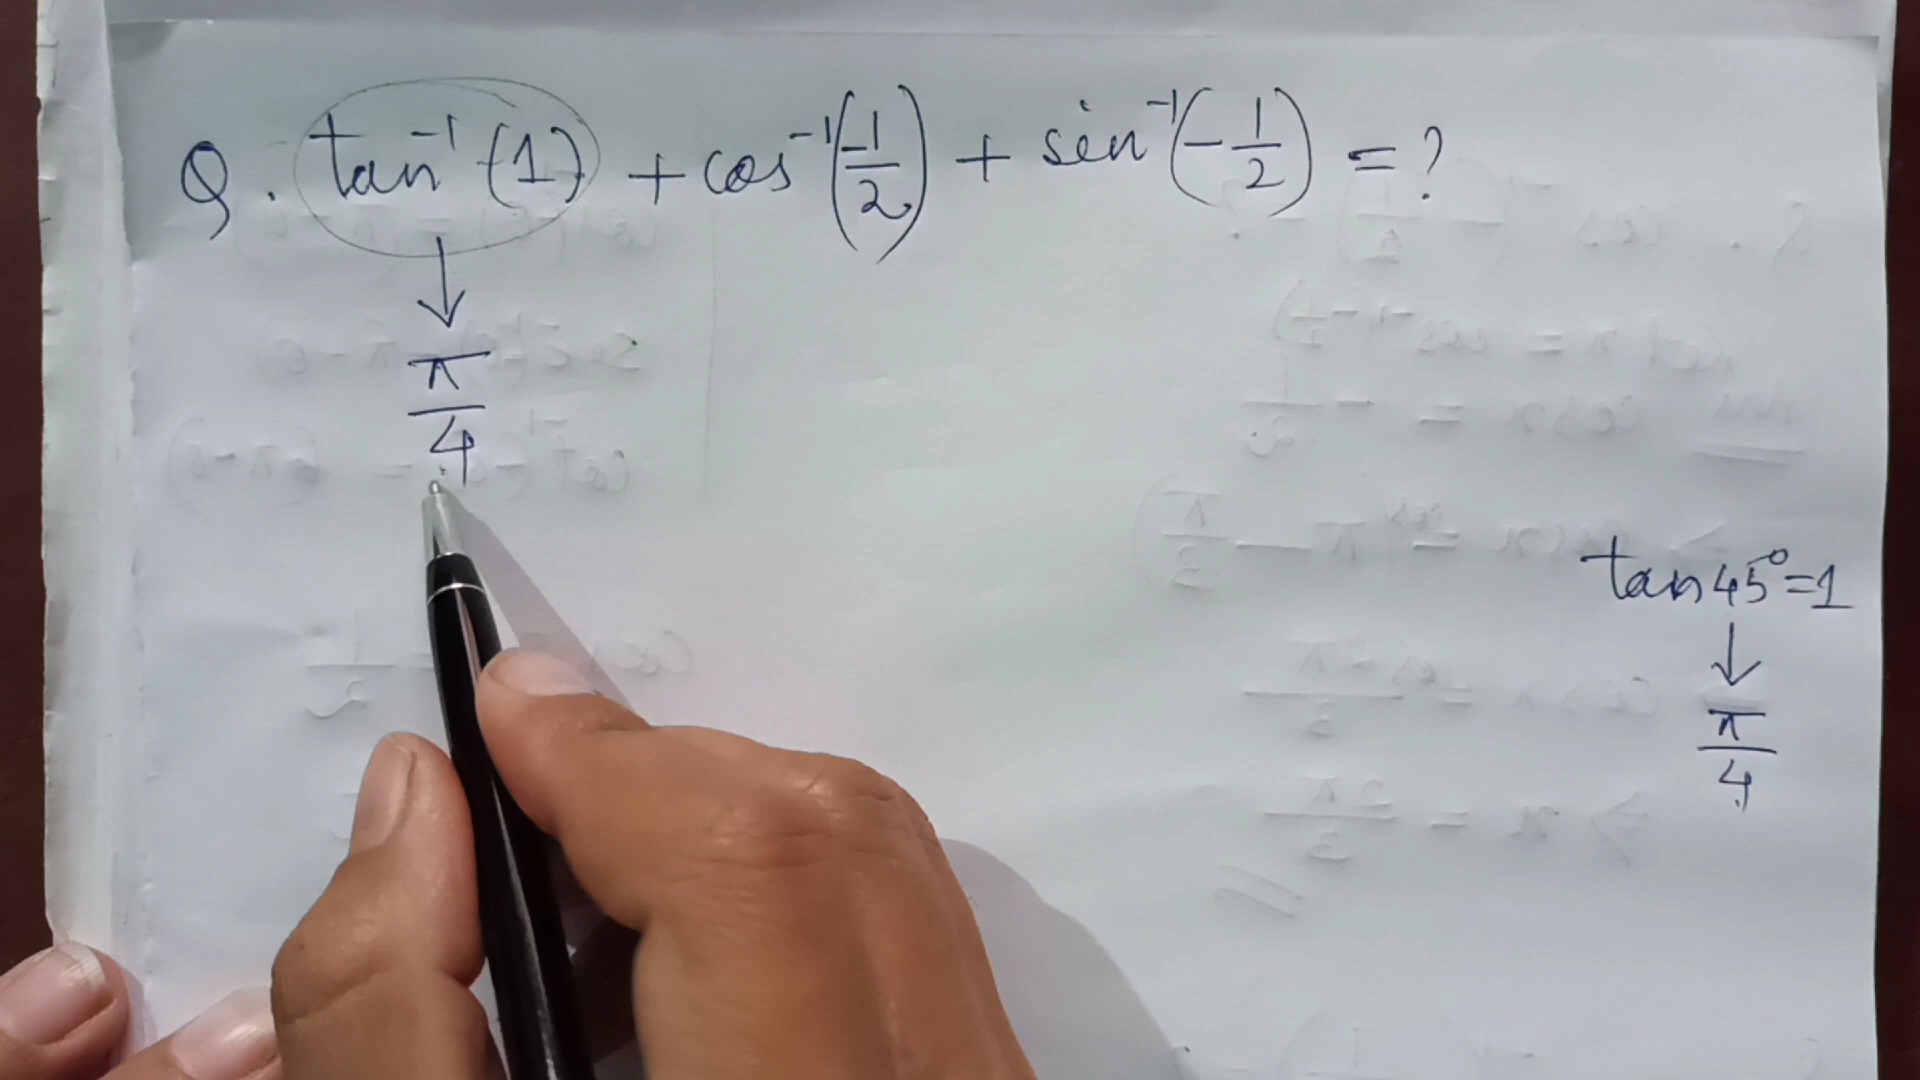 Q. tan⁻¹(1) + cos⁻¹(-1/2) + sin⁻¹(-1/2) = ?
↓
π/4
tan 45° = 1
↓
π/4